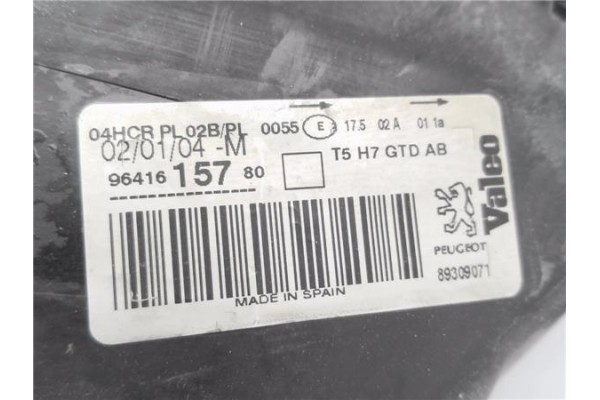 04HCR PL 02B/PL 0055 E 17.5 02 A 01 1a
02/01/04 -M
96416 157 80
T5 H7 GTD AB
Valeo
PEUGEOT
89309071
MADE IN SPAIN